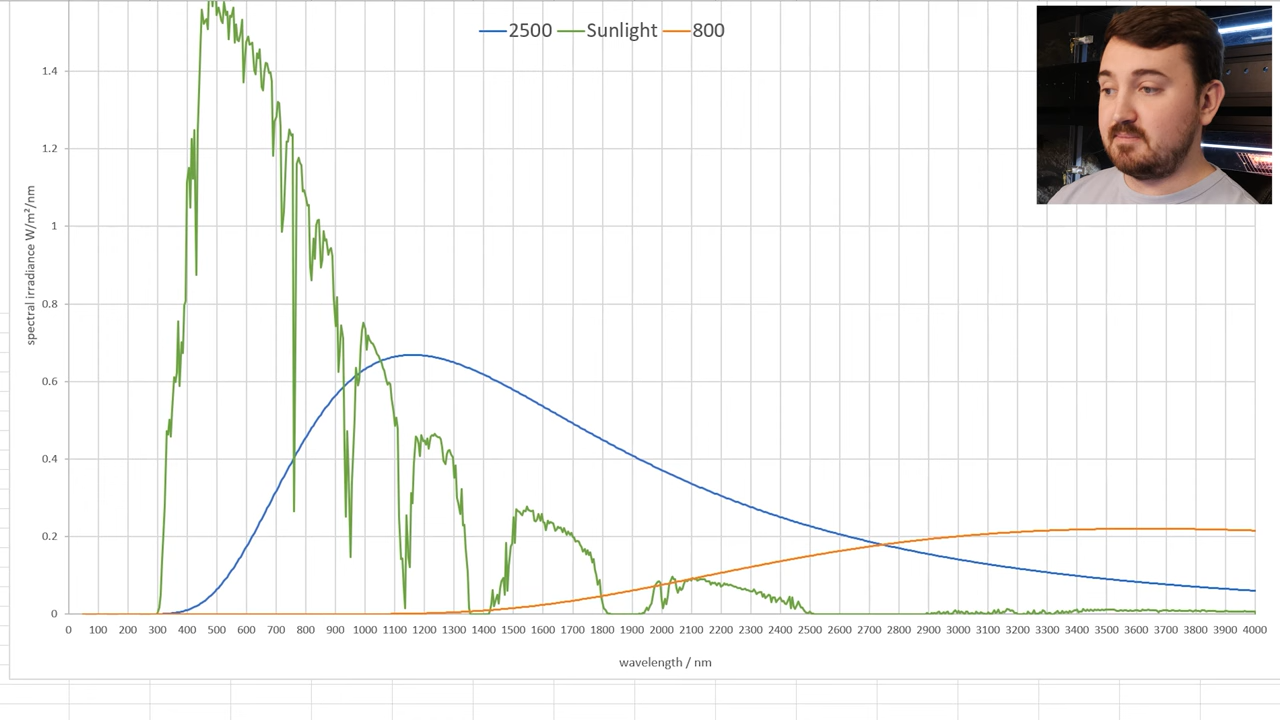 2500 Sunlight 800
1.4
1.2
1
0.8
0.6
0.4
0.2
0
spectral irradiance W/m²/nm
0 100 200 300 400 500 600 700 800 900 1000 1100 1200 1300 1400 1500 1600 1700 1800 1900 2000 2100 2200 2300 2400 2500 2600 2700 2800 2900 3000 3100 3200 3300 3400 3500 3600 3700 3800 3900 4000
wavelength / nm